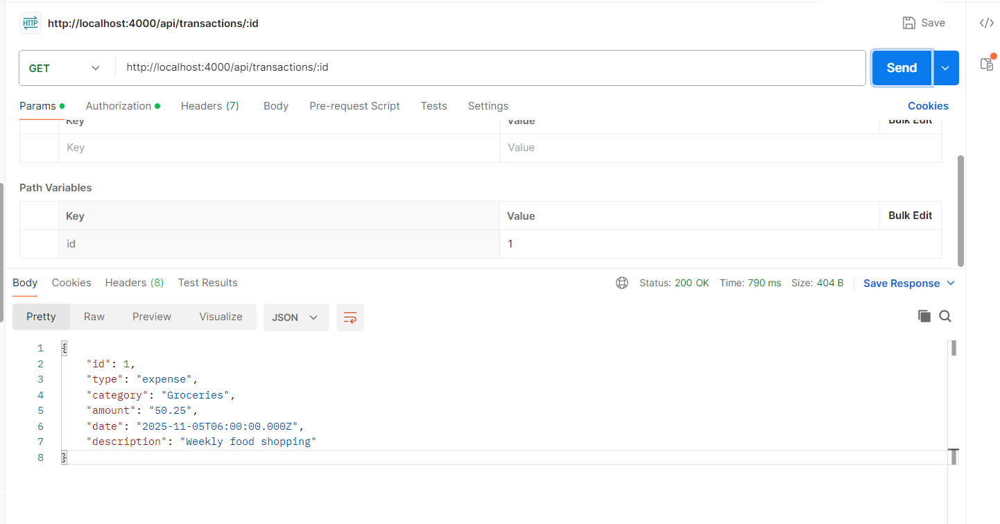 HTTP http://localhost:4000/api/transactions/:id Save
GET http://localhost:4000/api/transactions/:id Send
Params Authorization Headers (7) Body Pre-request Script Tests Settings Cookies
Key Value Bulk Edit
Key Value
Path Variables
Key Value Bulk Edit
id 1
Body Cookies Headers (8) Test Results Status: 200 OK Time: 790 ms Size: 404 B Save Response
Pretty Raw Preview Visualize JSON
1 {
2 "id": 1,
3 "type": "expense",
4 "category": "Groceries",
5 "amount": "50.25",
6 "date": "2025-11-05T06:00:00.000Z",
7 "description": "Weekly food shopping"
8 }